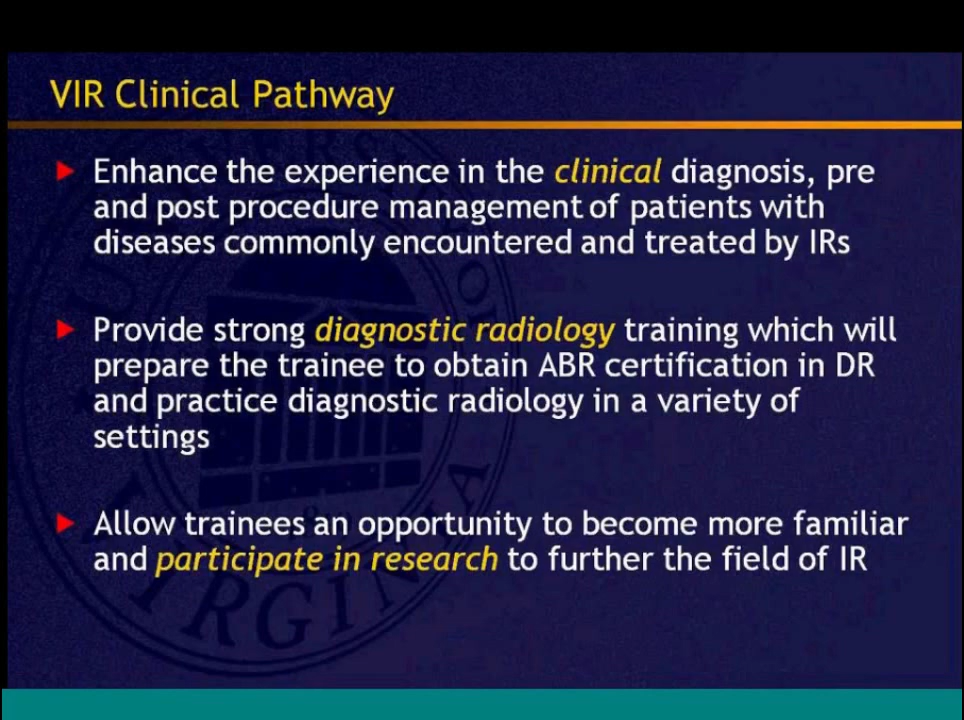 VIR Clinical Pathway
Enhance the experience in the clinical diagnosis, pre
and post procedure management of patients with
diseases commonly encountered and treated by IRs
Provide strong diagnostic radiology training which will
prepare the trainee to obtain ABR certification in DR
and practice diagnostic radiology in a variety of
settings
Allow trainees an opportunity to become more familiar
and participate in research to further the field of IR
VIRGINIA